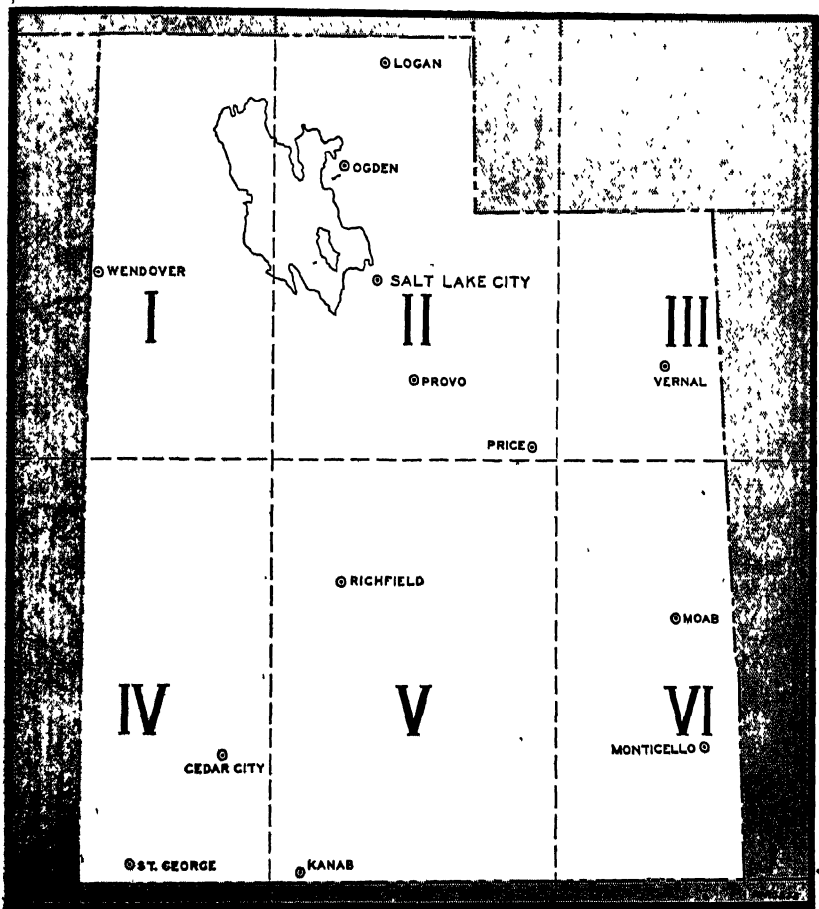 LOGAN
OGDEN
WENDOVER
SALT LAKE CITY
I
II
III
PROVO
VERNAL
PRICE
RICHFIELD
MOAB
IV
V
VI
MONTICELLO
CEDAR CITY
ST. GEORGE
KANAB